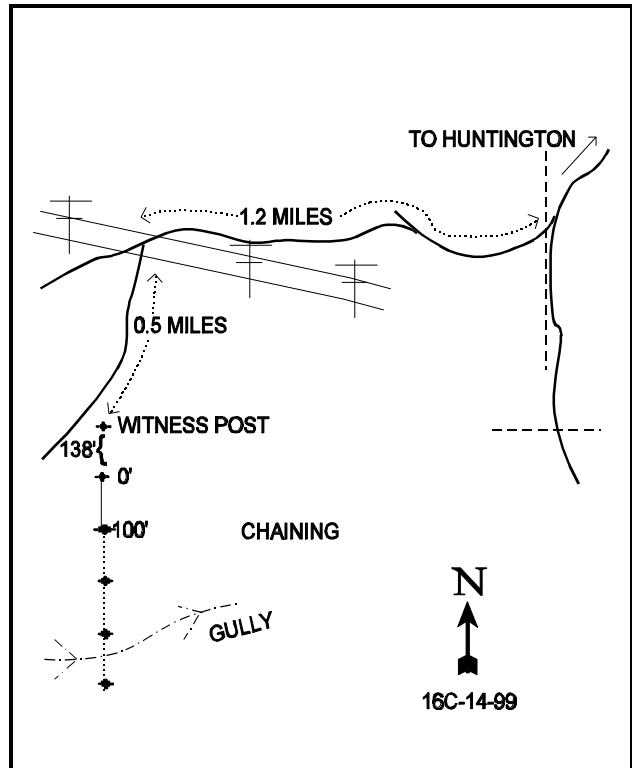 TO HUNTINGTON
1.2 MILES
0.5 MILES
WITNESS POST
138'
0'
100'
CHAINING
GULLY
N
16C-14-99